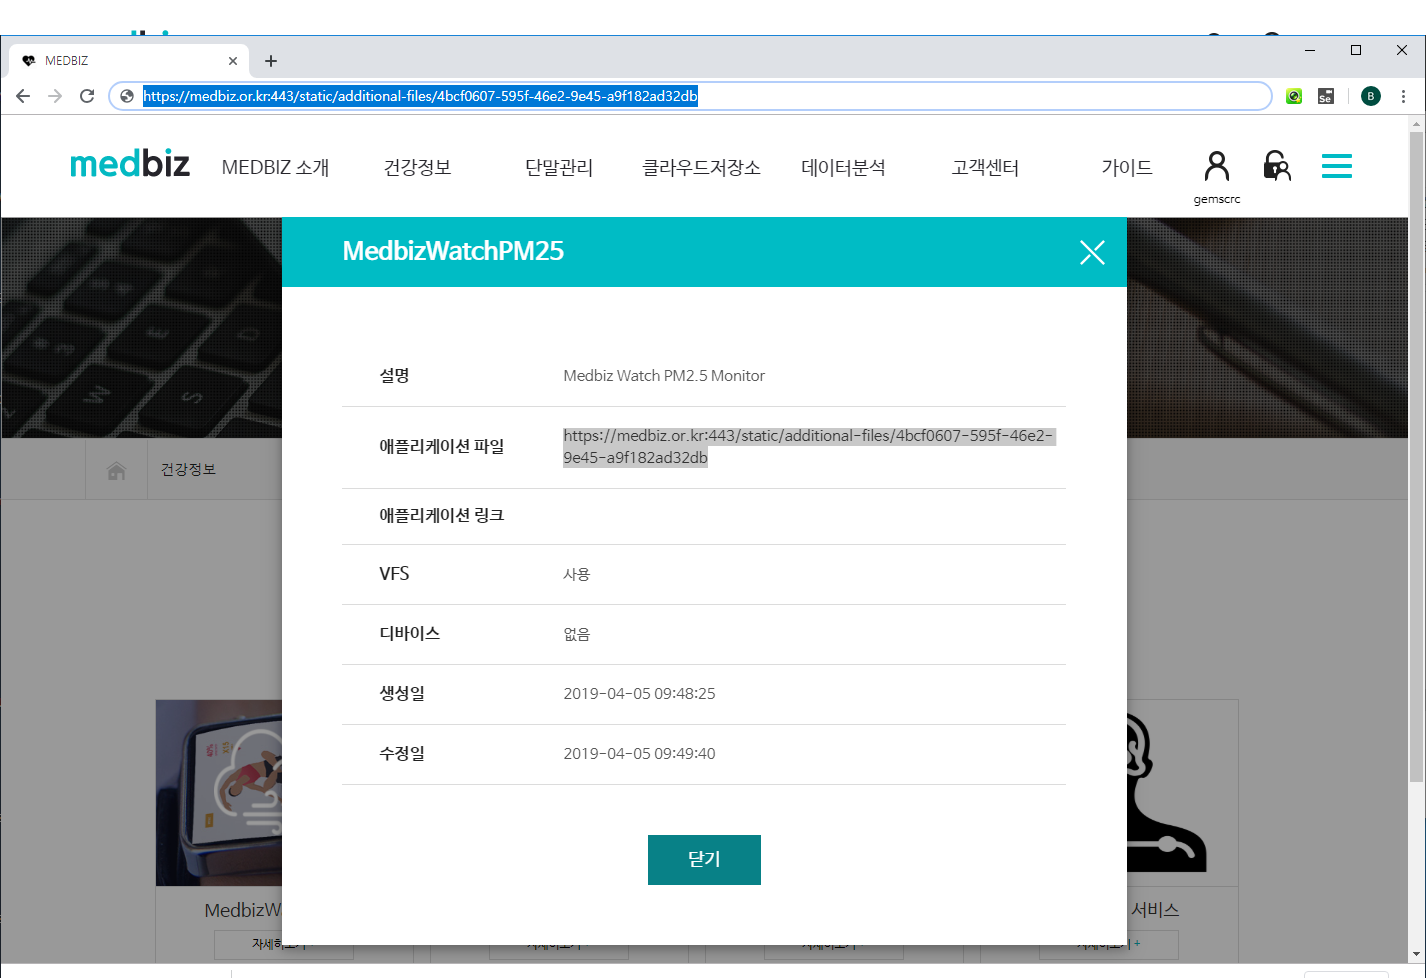 MEDBIZ
https://medbiz.or.kr:443/static/additional-files/4bcf0607-595f-46e2-9e45-a9f182ad32db
Se
B
medbiz
MEDBIZ 소개
건강정보
단말관리
클라우드저장소
데이터분석
고객센터
가이드
gemscrc
MedbizWatchPM25
설명
Medbiz Watch PM2.5 Monitor
애플리케이션 파일
https://medbiz.or.kr:443/static/additional-files/4bcf0607-595f-46e2-
9e45-a9f182ad32db
애플리케이션 링크
VFS
사용
디바이스
없음
생성일
2019-04-05 09:48:25
수정일
2019-04-05 09:49:40
닫기
건강정보
MedbizW
서비스